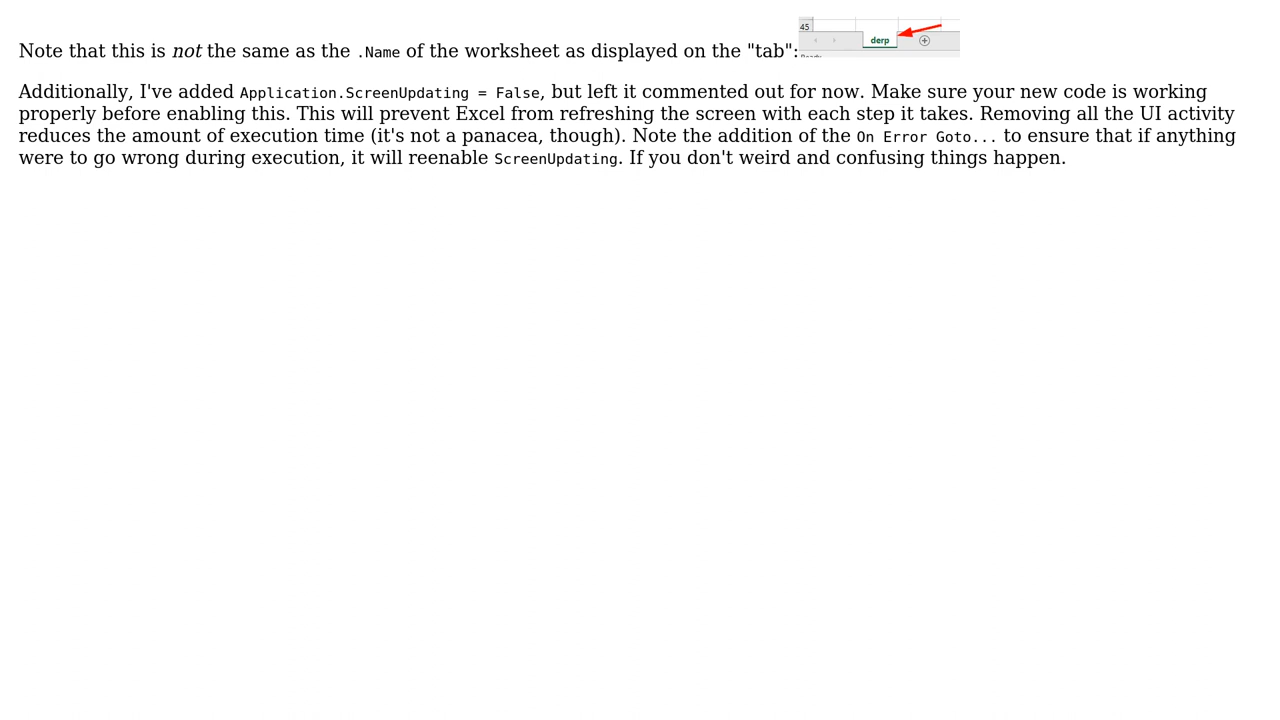 45
Note that this is not the same as the .Name of the worksheet as displayed on the "tab":
derp
Additionally, I've added Application.ScreenUpdating = False, but left it commented out for now. Make sure your new code is working
properly before enabling this. This will prevent Excel from refreshing the screen with each step it takes. Removing all the UI activity
reduces the amount of execution time (it's not a panacea, though). Note the addition of the On Error Goto... to ensure that if anything
were to go wrong during execution, it will reenable ScreenUpdating. If you don't weird and confusing things happen.